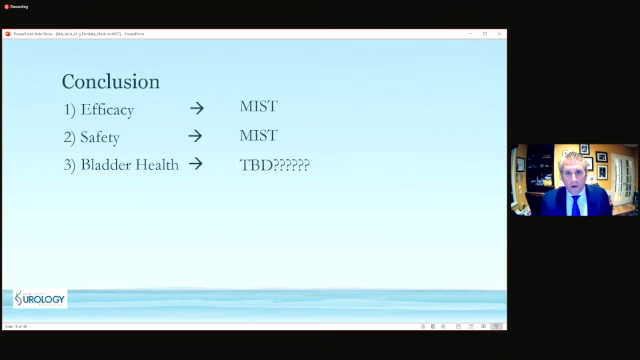 Recording
Conclusion
1) Efficacy → MIST
2) Safety → MIST
3) Bladder Health → TBD??????
UROLOGY